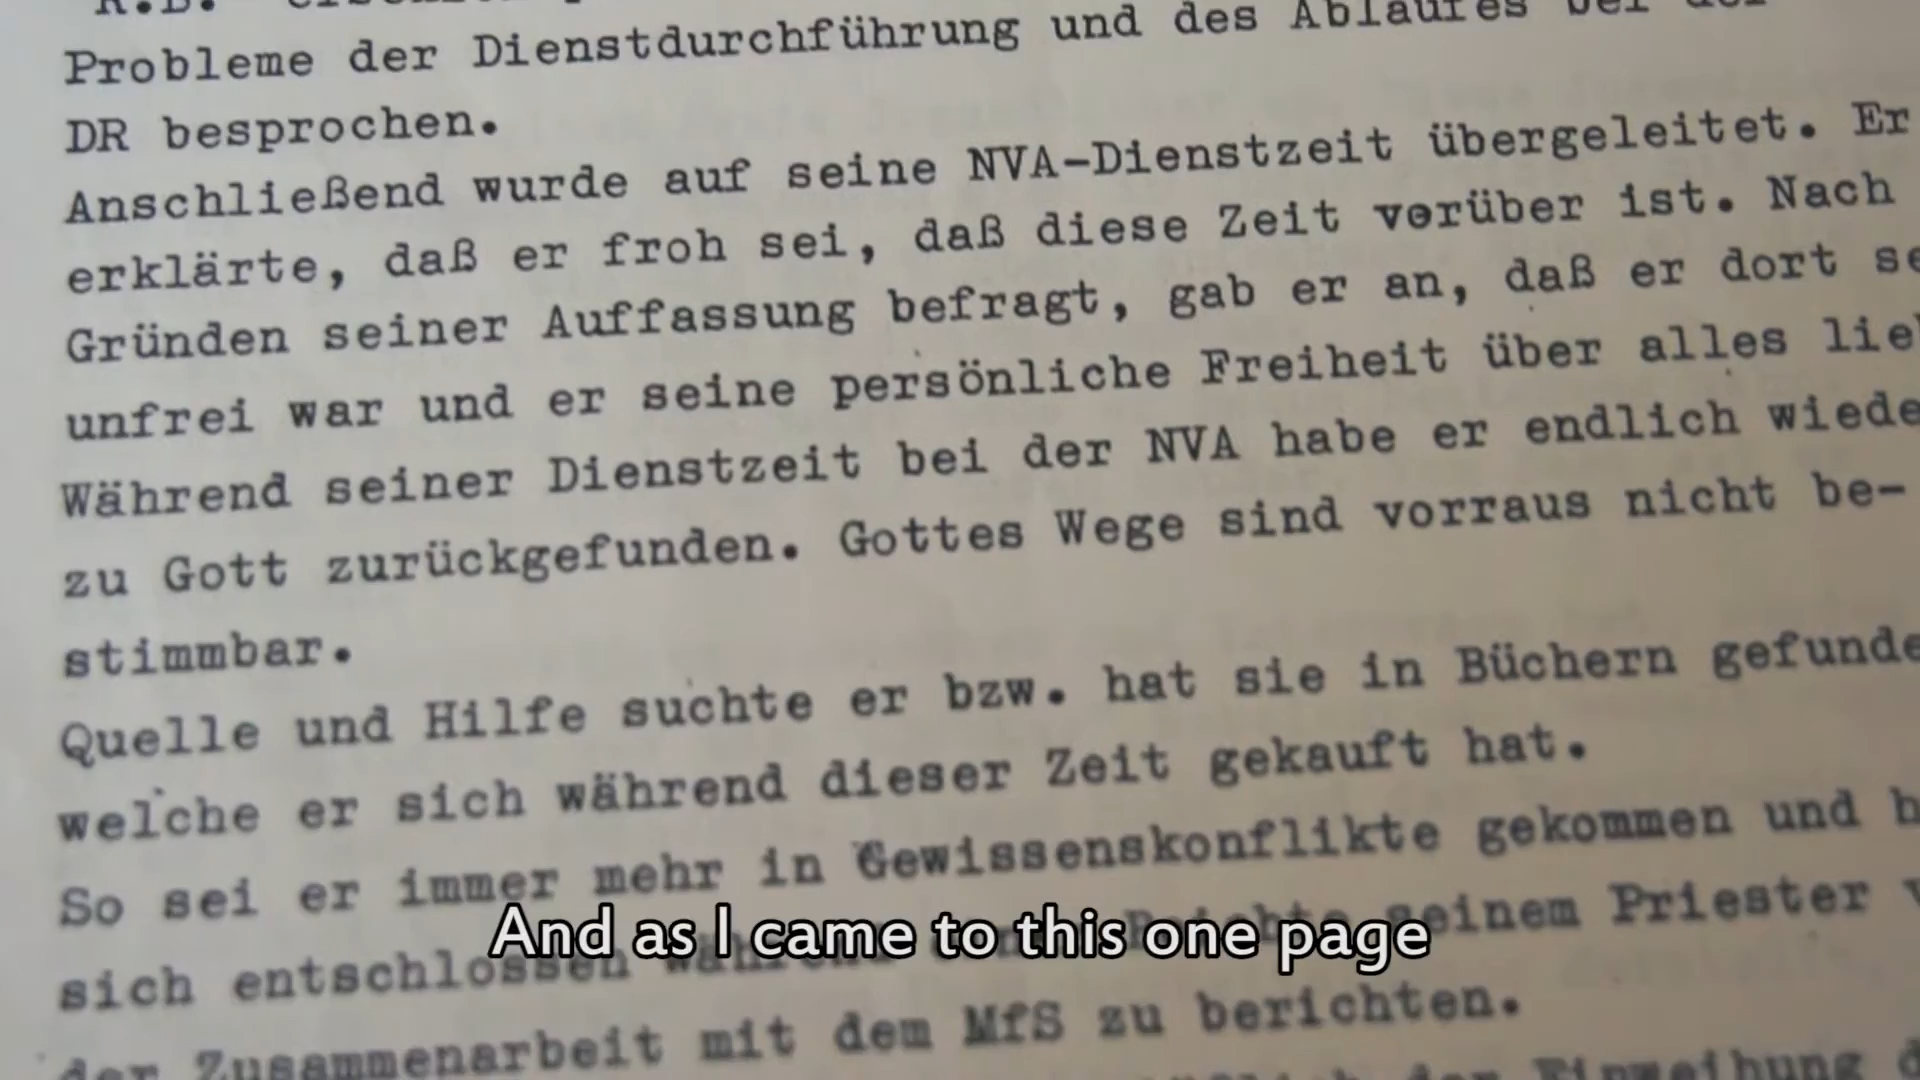 Probleme der Dienstdurchführung und des Ablaufes bei der
DR besprochen.
Anschließend wurde auf seine NVA-Dienstzeit übergeleitet. Er
erklärte, daß er froh sei, daß diese Zeit vorüber ist. Nach
Gründen seiner Auffassung befragt, gab er an, daß er dort
unfrei war und er seine persönliche Freiheit über alles
Während seiner Dienstzeit bei der NVA habe er endlich
zu Gott zurückgefunden. Gottes Wege sind vorraus nicht be-
stimmbar.
Quelle und Hilfe suchte er bzw. hat sie in Büchern
welche er sich während dieser Zeit gekauft hat.
So sei er immer mehr in Gewissenskonflikte gekommen und
sich entschlossen seinem Priester
And as I came to this one page
der Zusammenarbeit mit dem MfS zu berichten.
der Einweihung